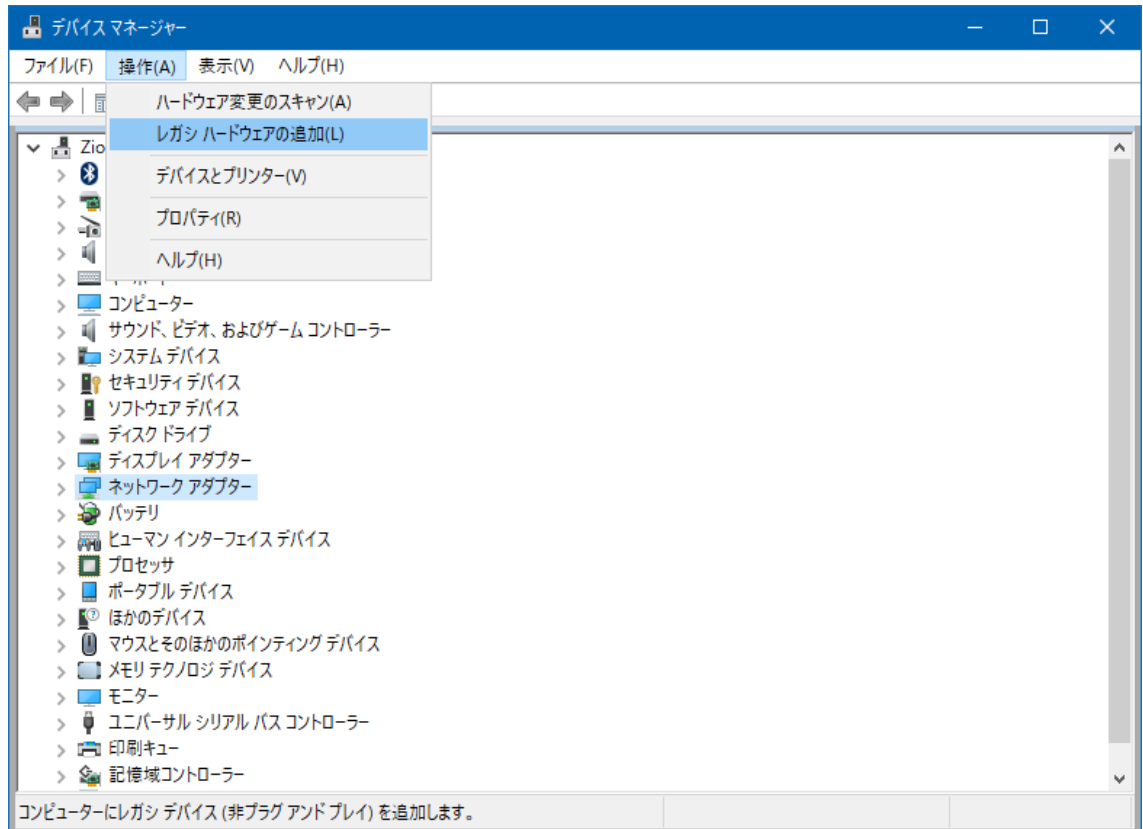 デバイス マネージャー
ファイル(F) 操作(A) 表示(V) ヘルプ(H)
ハードウェア変更のスキャン(A)
レガシ ハードウェアの追加(L)
デバイスとプリンター(V)
プロパティ(R)
ヘルプ(H)
Zio
コンピューター
サウンド、ビデオ、およびゲーム コントローラー
システム デバイス
セキュリティ デバイス
ソフトウェア デバイス
ディスク ドライブ
ディスプレイ アダプター
ネットワーク アダプター
バッテリ
ヒューマン インターフェイス デバイス
プロセッサ
ポータブル デバイス
ほかのデバイス
マウスとそのほかのポインティング デバイス
メモリ テクノロジ デバイス
モニター
ユニバーサル シリアル バス コントローラー
印刷キュー
記憶域コントローラー
コンピューターにレガシ デバイス (非プラグ アンド プレイ) を追加します。